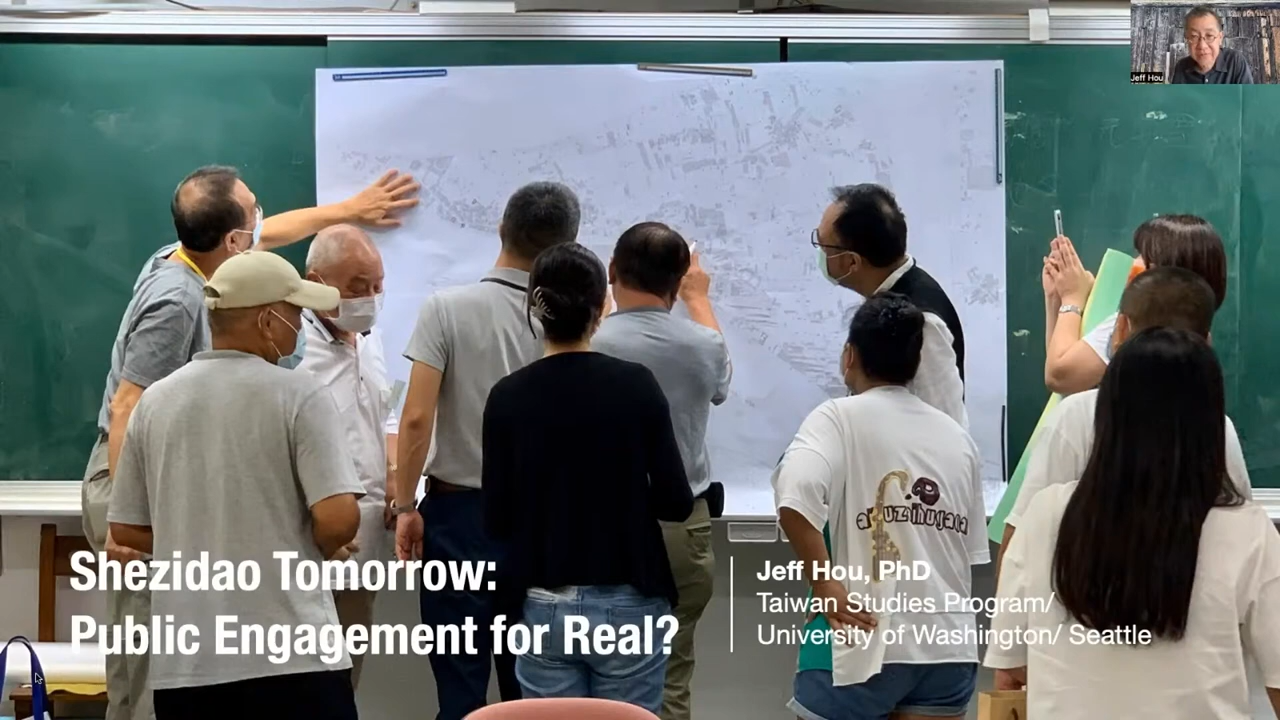 Jeff Hou
Shezidao Tomorrow:
Public Engagement for Real?
Jeff Hou, PhD
Taiwan Studies Program/
University of Washington/ Seattle